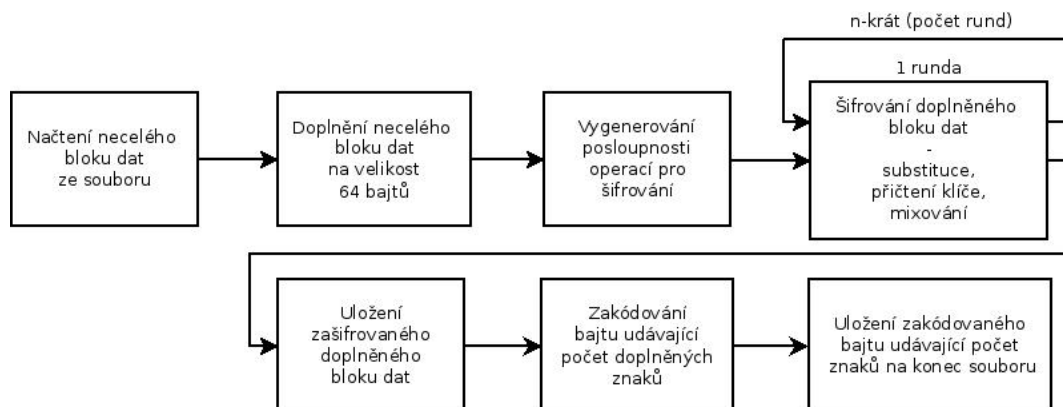 n-krát (počet rund)
1 runda
Načtení necelého
bloku dat
ze souboru
Doplnění necelého
bloku dat
na velikost
64 bajtů
Vygenerování
posloupnosti
operací pro
šifrování
Šifrování doplněného
bloku dat
-
substituce,
přičtení klíče,
mixování
Uložení
zašifrovaného
doplněného
bloku dat
Zakódování
bajtu udávající
počet doplněných
znaků
Uložení zakódovaného
bajtu udávající počet
znaků na konec souboru